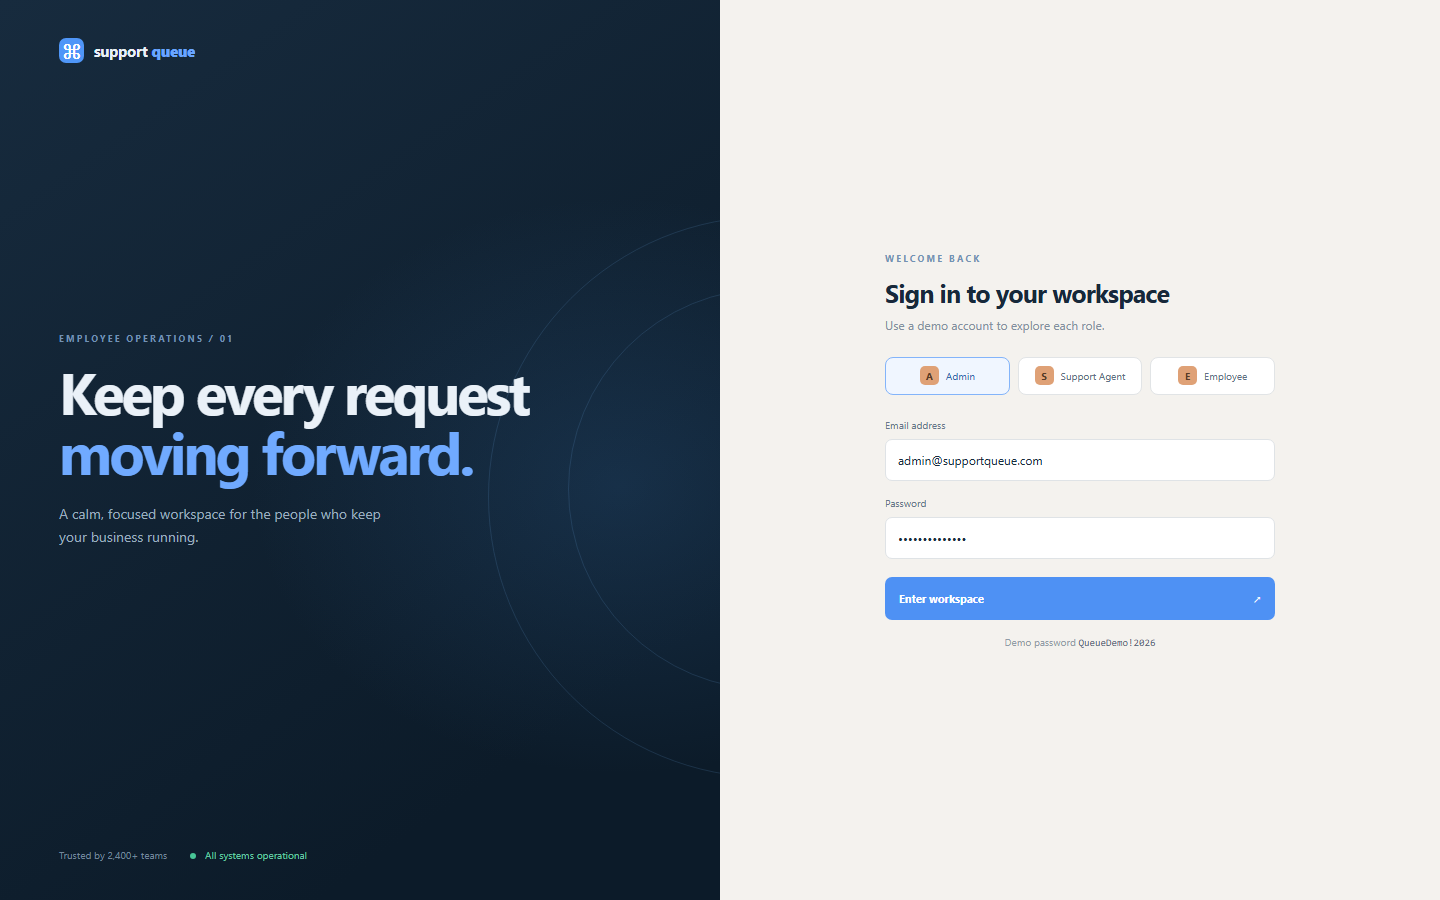 ⌘ support queue
EMPLOYEE OPERATIONS / 01
Keep every request
moving forward.
A calm, focused workspace for the people who keep
your business running.
Trusted by 2,400+ teams
All systems operational
WELCOME BACK
Sign in to your workspace
Use a demo account to explore each role.
A Admin
S Support Agent
E Employee
Email address
admin@supportqueue.com
Password
••••••••••••••
Enter workspace ↗
Demo password QueueDemo!2026